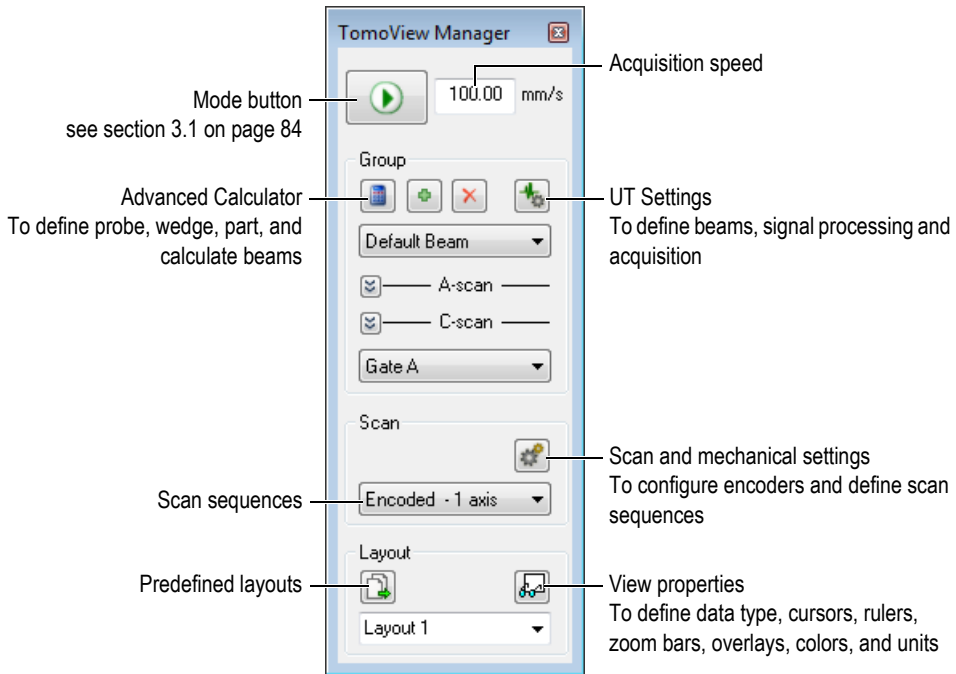 TomoView Manager
Acquisition speed
100.00 mm/s
Mode button
see section 3.1 on page 84
Group
Advanced Calculator
To define probe, wedge, part, and
calculate beams
UT Settings
To define beams, signal processing and
acquisition
Default Beam
A-scan
C-scan
Gate A
Scan
Scan and mechanical settings
To configure encoders and define scan
sequences
Scan sequences
Encoded - 1 axis
Layout
Predefined layouts
View properties
To define data type, cursors, rulers,
zoom bars, overlays, colors, and units
Layout 1